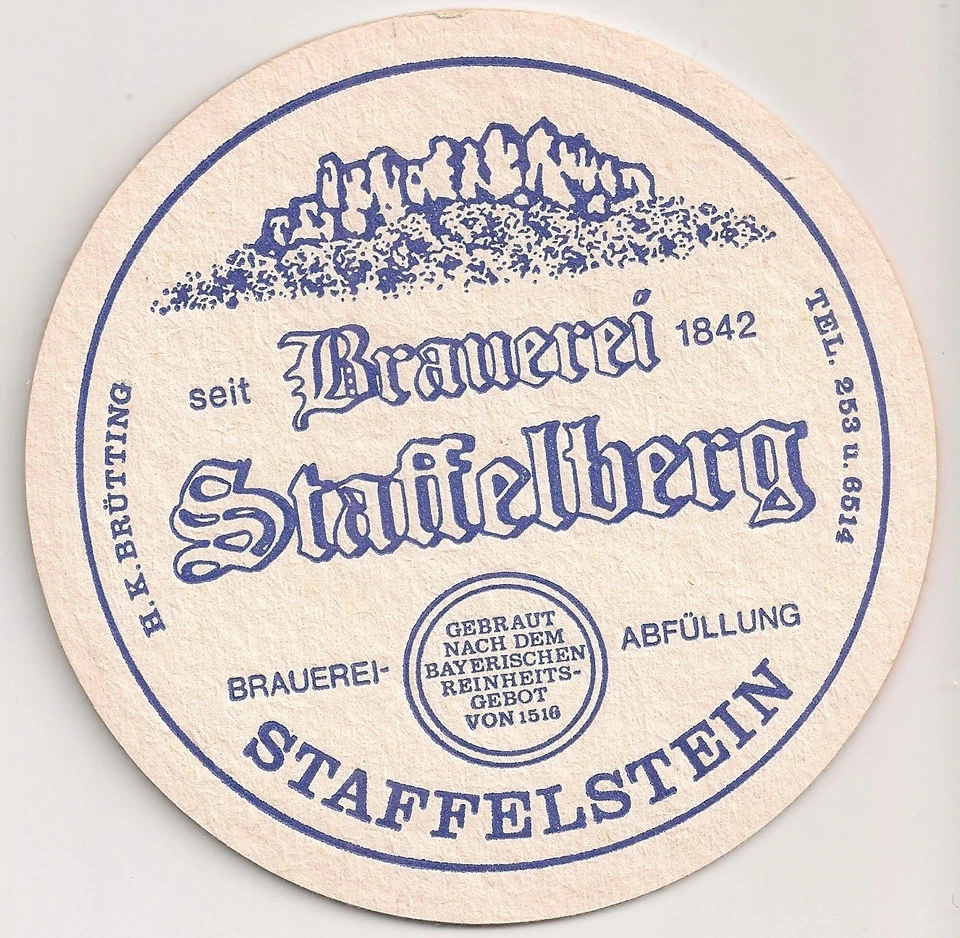 seit Brauerei 1842
Staffelberg
H. K. BRÜTTING
TEL. 253 u. 6514
BRAUEREI-
ABFÜLLUNG
GEBRAUT
NACH DEM
BAYERISCHEN
REINHEITS-
GEBOT
VON 1516
STAFFELSTEIN